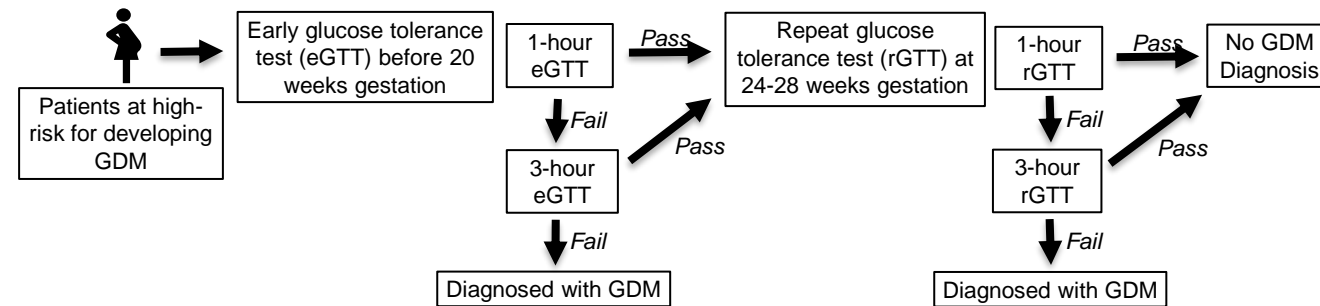 Patients at high-
risk for developing
GDM
Early glucose tolerance
test (eGTT) before 20
weeks gestation
1-hour
eGTT
Pass
Fail
3-hour
eGTT
Pass
Fail
Diagnosed with GDM
Repeat glucose
tolerance test (rGTT) at
24-28 weeks gestation
1-hour
rGTT
Pass
Fail
3-hour
rGTT
Pass
Fail
Diagnosed with GDM
No GDM
Diagnosis